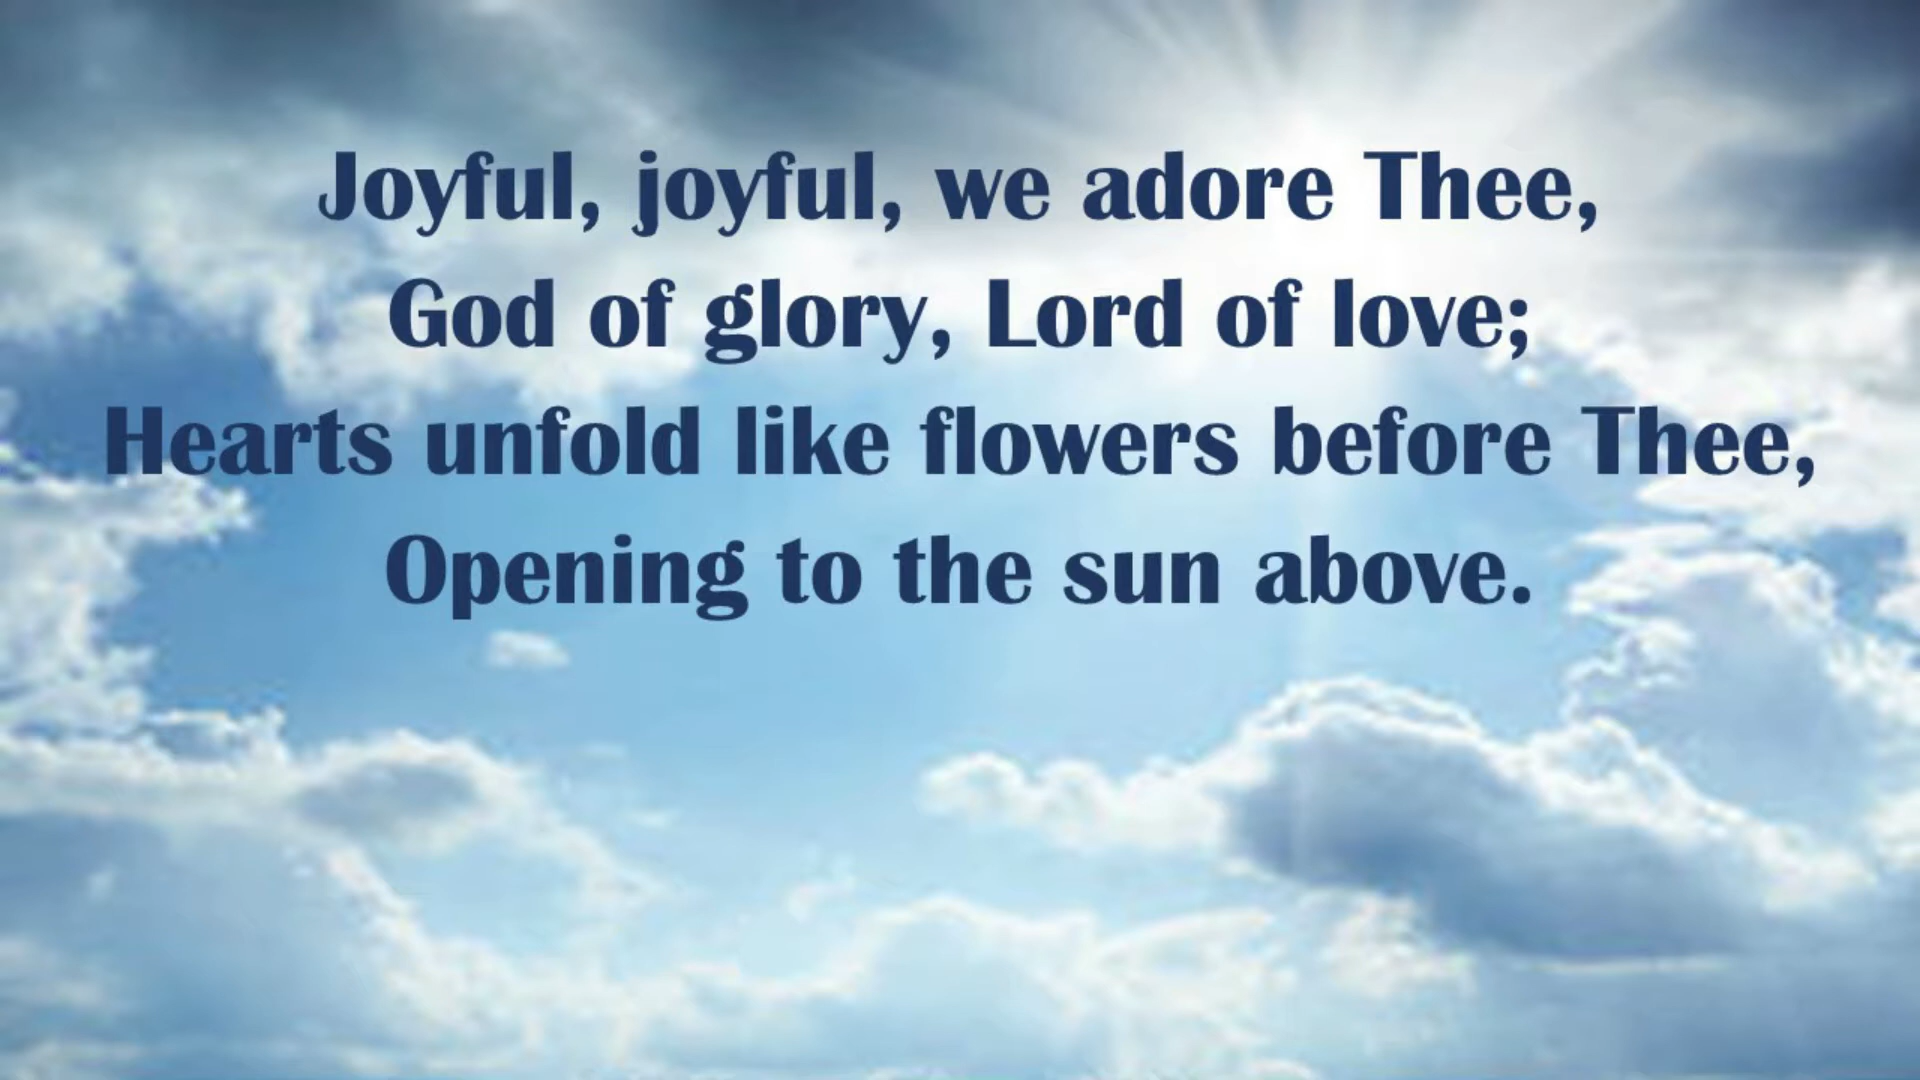 Joyful, joyful, we adore Thee,
God of glory, Lord of love;
Hearts unfold like flowers before Thee,
Opening to the sun above.